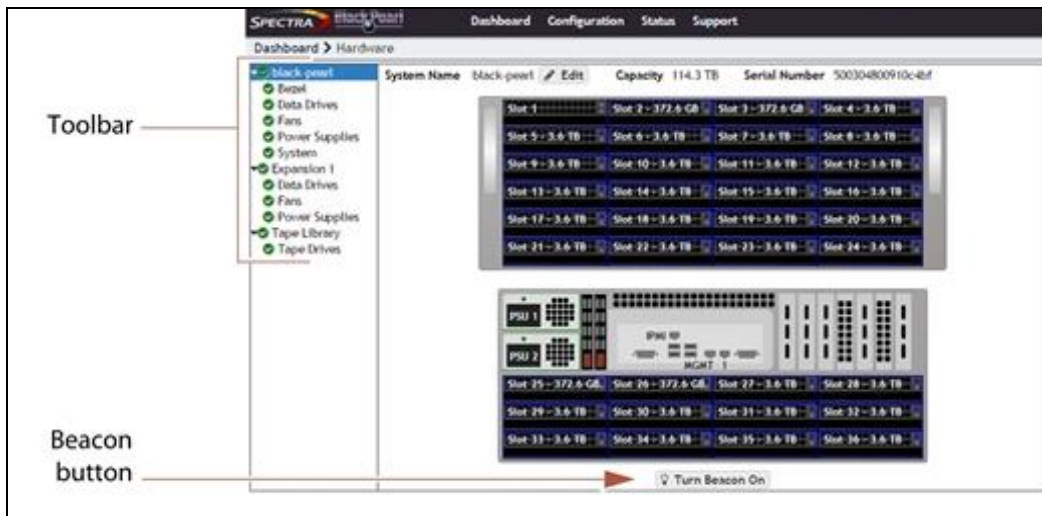 SPECTRA BlackPearl
Dashboard Configuration Status Support
Dashboard > Hardware
Toolbar
black-pearl
Bezel
Data Drives
Fans
Power Supplies
System
Expansion 1
Data Drives
Fans
Power Supplies
Tape Library
Tape Drives
System Name black-pearl Edit Capacity 114.3 TB Serial Number 500304800910c4bf
Slot 1 Slot 2 - 372.6 GB Slot 3 - 372.6 GB Slot 4 - 3.6 TB
Slot 5 - 3.6 TB Slot 6 - 3.6 TB Slot 7 - 3.6 TB Slot 8 - 3.6 TB
Slot 9 - 3.6 TB Slot 10 - 3.6 TB Slot 11 - 3.6 TB Slot 12 - 3.6 TB
Slot 13 - 3.6 TB Slot 14 - 3.6 TB Slot 15 - 3.6 TB Slot 16 - 3.6 TB
Slot 17 - 3.6 TB Slot 18 - 3.6 TB Slot 19 - 3.6 TB Slot 20 - 3.6 TB
Slot 21 - 3.6 TB Slot 22 - 3.6 TB Slot 23 - 3.6 TB Slot 24 - 3.6 TB
PSU 1
IPMI
PSU 2
MGMT 1
Slot 25 - 372.6 GB Slot 26 - 372.6 GB Slot 27 - 3.6 TB Slot 28 - 3.6 TB
Slot 29 - 3.6 TB Slot 30 - 3.6 TB Slot 31 - 3.6 TB Slot 32 - 3.6 TB
Slot 33 - 3.6 TB Slot 34 - 3.6 TB Slot 35 - 3.6 TB Slot 36 - 3.6 TB
Beacon
button
Turn Beacon On